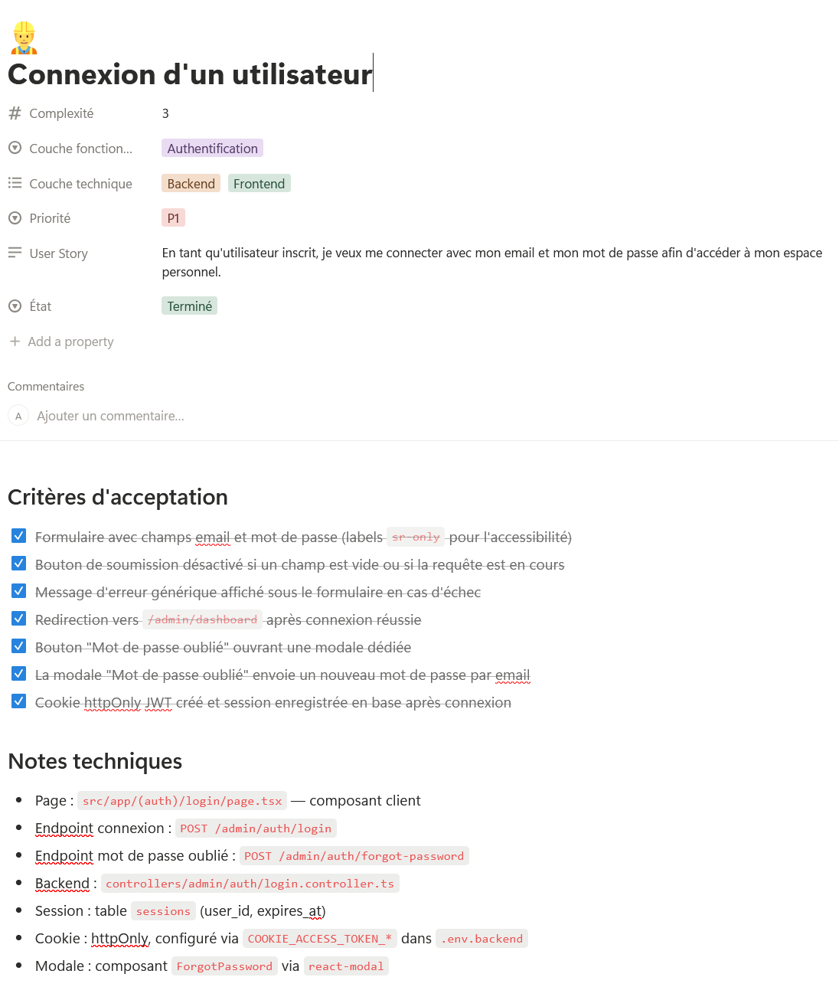 Connexion d'un utilisateur
Complexité 3
Couche fonction... Authentification
Couche technique Backend Frontend
Priorité P1
User Story En tant qu'utilisateur inscrit, je veux me connecter avec mon email et mon mot de passe afin d'accéder à mon espace
personnel.
État Terminé
Add a property
Commentaires
A Ajouter un commentaire...
Critères d'acceptation
Formulaire avec champs email et mot de passe (labels sr-only pour l'accessibilité)
Bouton de soumission désactivé si un champ est vide ou si la requête est en cours
Message d'erreur générique affiché sous le formulaire en cas d'échec
Redirection vers /admin/dashboard après connexion réussie
Bouton "Mot de passe oublié" ouvrant une modale dédiée
La modale "Mot de passe oublié" envoie un nouveau mot de passe par email
Cookie httpOnly JWT créé et session enregistrée en base après connexion
Notes techniques
• Page : src/app/(auth)/login/page.tsx — composant client
• Endpoint connexion : POST /admin/auth/login
• Endpoint mot de passe oublié : POST /admin/auth/forgot-password
• Backend : controllers/admin/auth/login.controller.ts
• Session : table sessions (user_id, expires_at)
• Cookie : httpOnly, configuré via COOKIE_ACCESS_TOKEN_* dans .env.backend
• Modale : composant ForgotPassword via react-modal